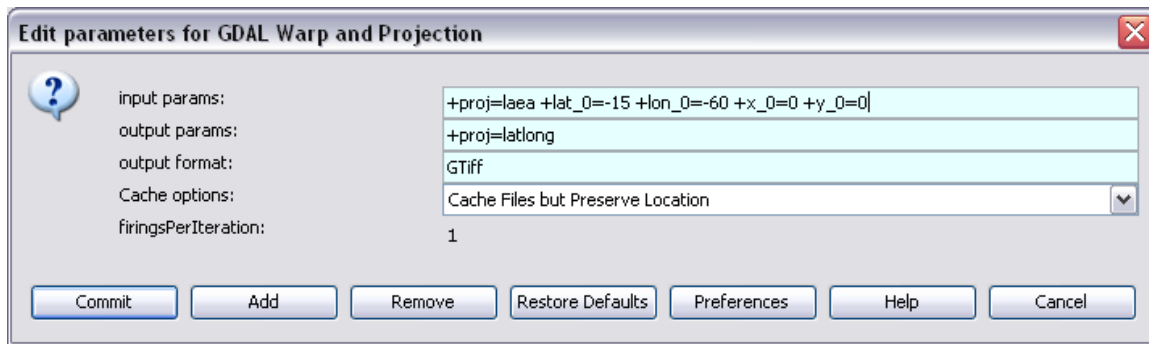 Edit parameters for GDAL Warp and Projection
input params: +proj=laea +lat_0=-15 +lon_0=-60 +x_0=0 +y_0=0
output params: +proj=latlong
output format: GTiff
Cache options: Cache Files but Preserve Location
firingsPerIteration: 1
Commit Add Remove Restore Defaults Preferences Help Cancel